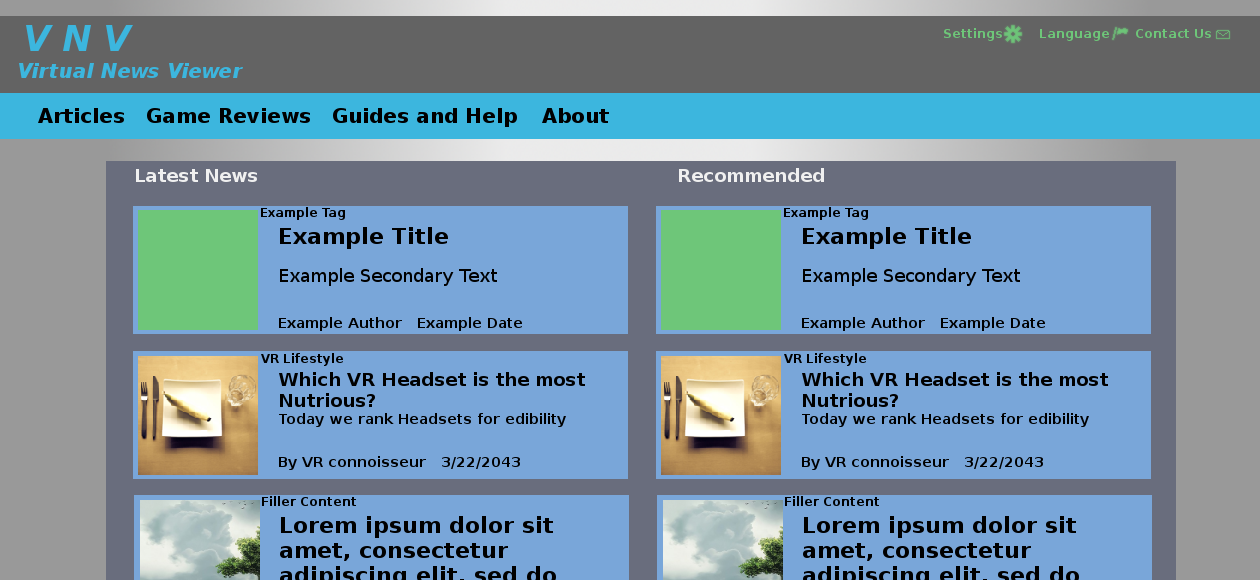 V N V
Virtual News Viewer
Settings
Language
Contact Us
Articles
Game Reviews
Guides and Help
About
Latest News
Example Tag
Example Title
Example Secondary Text
Example Author Example Date
VR Lifestyle
Which VR Headset is the most
Nutrious?
Today we rank Headsets for edibility
By VR connoisseur 3/22/2043
Filler Content
Lorem ipsum dolor sit
amet, consectetur
adipiscing elit, sed do
Recommended
Example Tag
Example Title
Example Secondary Text
Example Author Example Date
VR Lifestyle
Which VR Headset is the most
Nutrious?
Today we rank Headsets for edibility
By VR connoisseur 3/22/2043
Filler Content
Lorem ipsum dolor sit
amet, consectetur
adipiscing elit, sed do